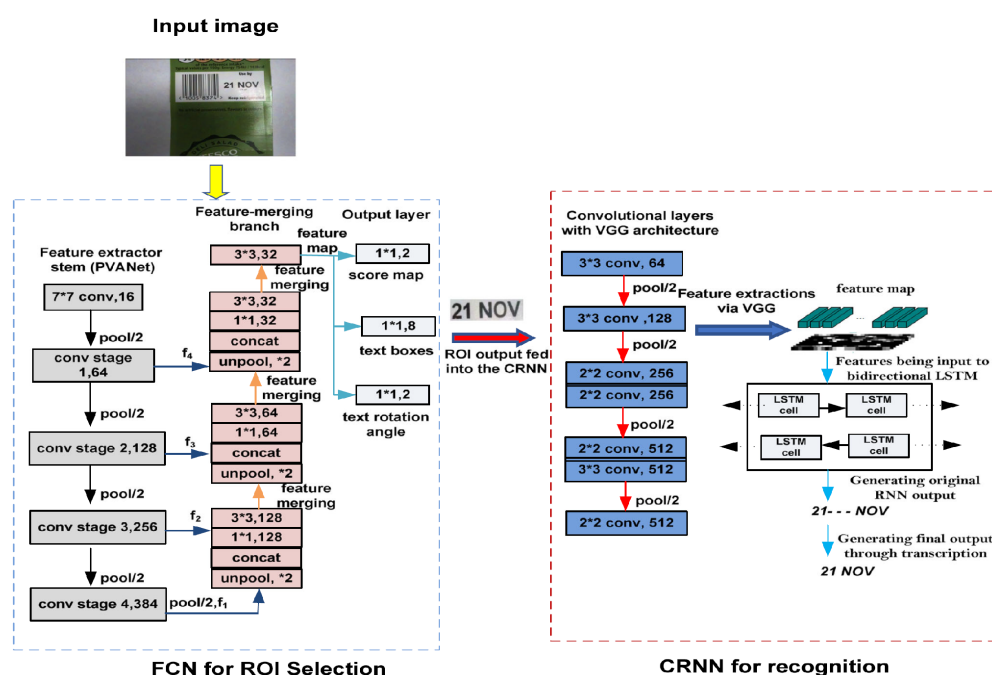 Input image
Use by
21 NOV
Feature-merging
branch
Output layer
Feature extractor
stem (PVANet)
feature
map
7*7 conv,16
pool/2
conv stage
1,64
pool/2
conv stage 2,128
pool/2
conv stage 3,256
pool/2
conv stage 4,384
pool/2,f₁
f₂
f₃
f₄
3*3,32
feature
merging
3*3,32
1*1,32
concat
unpool, *2
feature
merging
3*3,64
1*1,64
concat
unpool, *2
feature
merging
3*3,128
1*1,128
concat
unpool, *2
1*1,2
score map
1*1,8
text boxes
1*1,2
text rotation
angle
FCN for ROI Selection
21 NOV
ROI output fed
into the CRNN
Convolutional layers
with VGG architecture
3*3 conv, 64
pool/2
3*3 conv ,128
pool/2
2*2 conv, 256
2*2 conv, 256
pool/2
2*2 conv, 512
3*3 conv, 512
pool/2
2*2 conv, 512
Feature extractions
via VGG
feature map
Features being input to
bidirectional LSTM
LSTM
cell
LSTM
cell
LSTM
cell
LSTM
cell
Generating original
RNN output
21- - - NOV
Generating final output
through transcription
21 NOV
CRNN for recognition